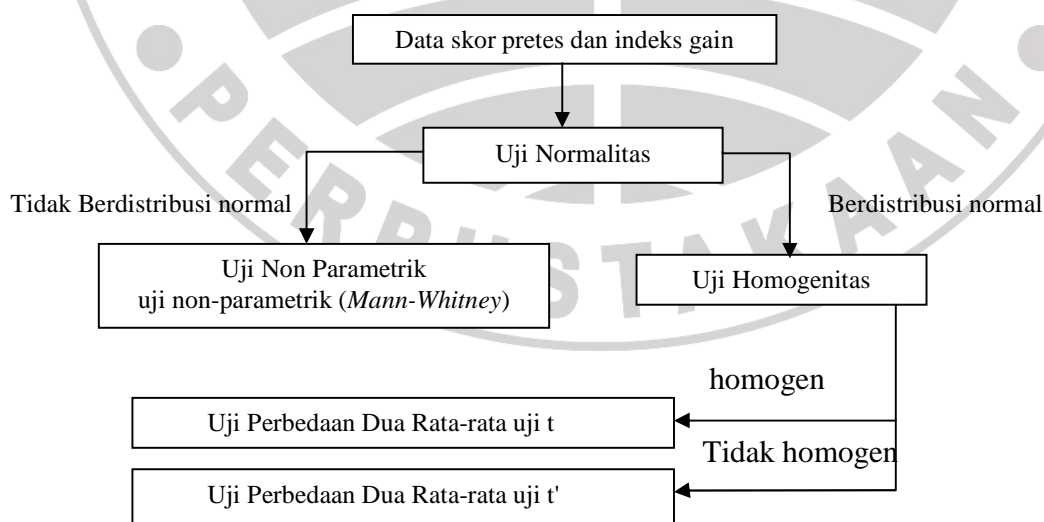 Data skor pretes dan indeks gain
Uji Normalitas
Tidak Berdistribusi normal
Berdistribusi normal
Uji Non Parametrik
uji non-parametrik (Mann-Whitney)
Uji Homogenitas
homogen
Uji Perbedaan Dua Rata-rata uji t
Tidak homogen
Uji Perbedaan Dua Rata-rata uji t'
PERPUSTAKAAN